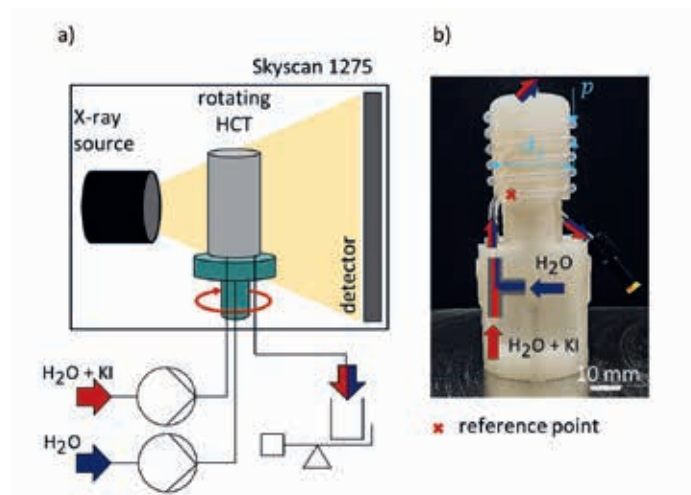 a)
Skyscan 1275
rotating
HCT
X-ray
source
detector
H₂O + KI
H₂O
b)
p
H₂O
H₂O + KI
10 mm
reference point